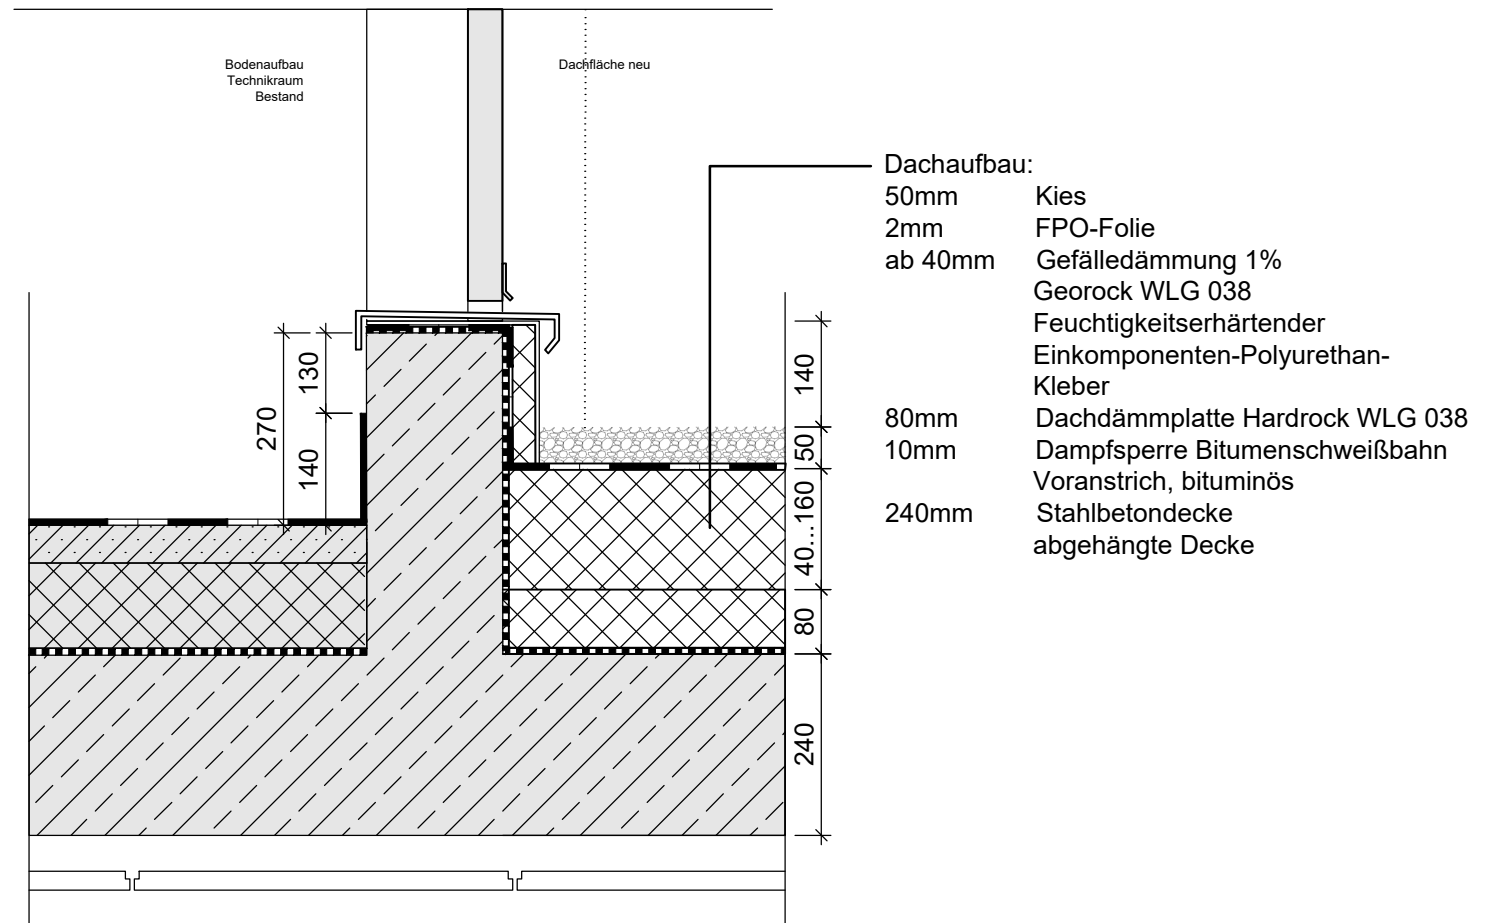 Bodenaufbau
Technikraum
Bestand
Dachfläche neu
Dachaufbau:
50mm Kies
2mm FPO-Folie
ab 40mm Gefälledämmung 1%
Georock WLG 038
Feuchtigkeitserhärtender
Einkomponenten-Polyurethan-
Kleber
80mm Dachdämmplatte Hardrock WLG 038
10mm Dampfsperre Bitumenschweißbahn
Voranstrich, bituminös
240mm Stahlbetondecke
abgehängte Decke
270
130
140
140
50
40...160
80
240